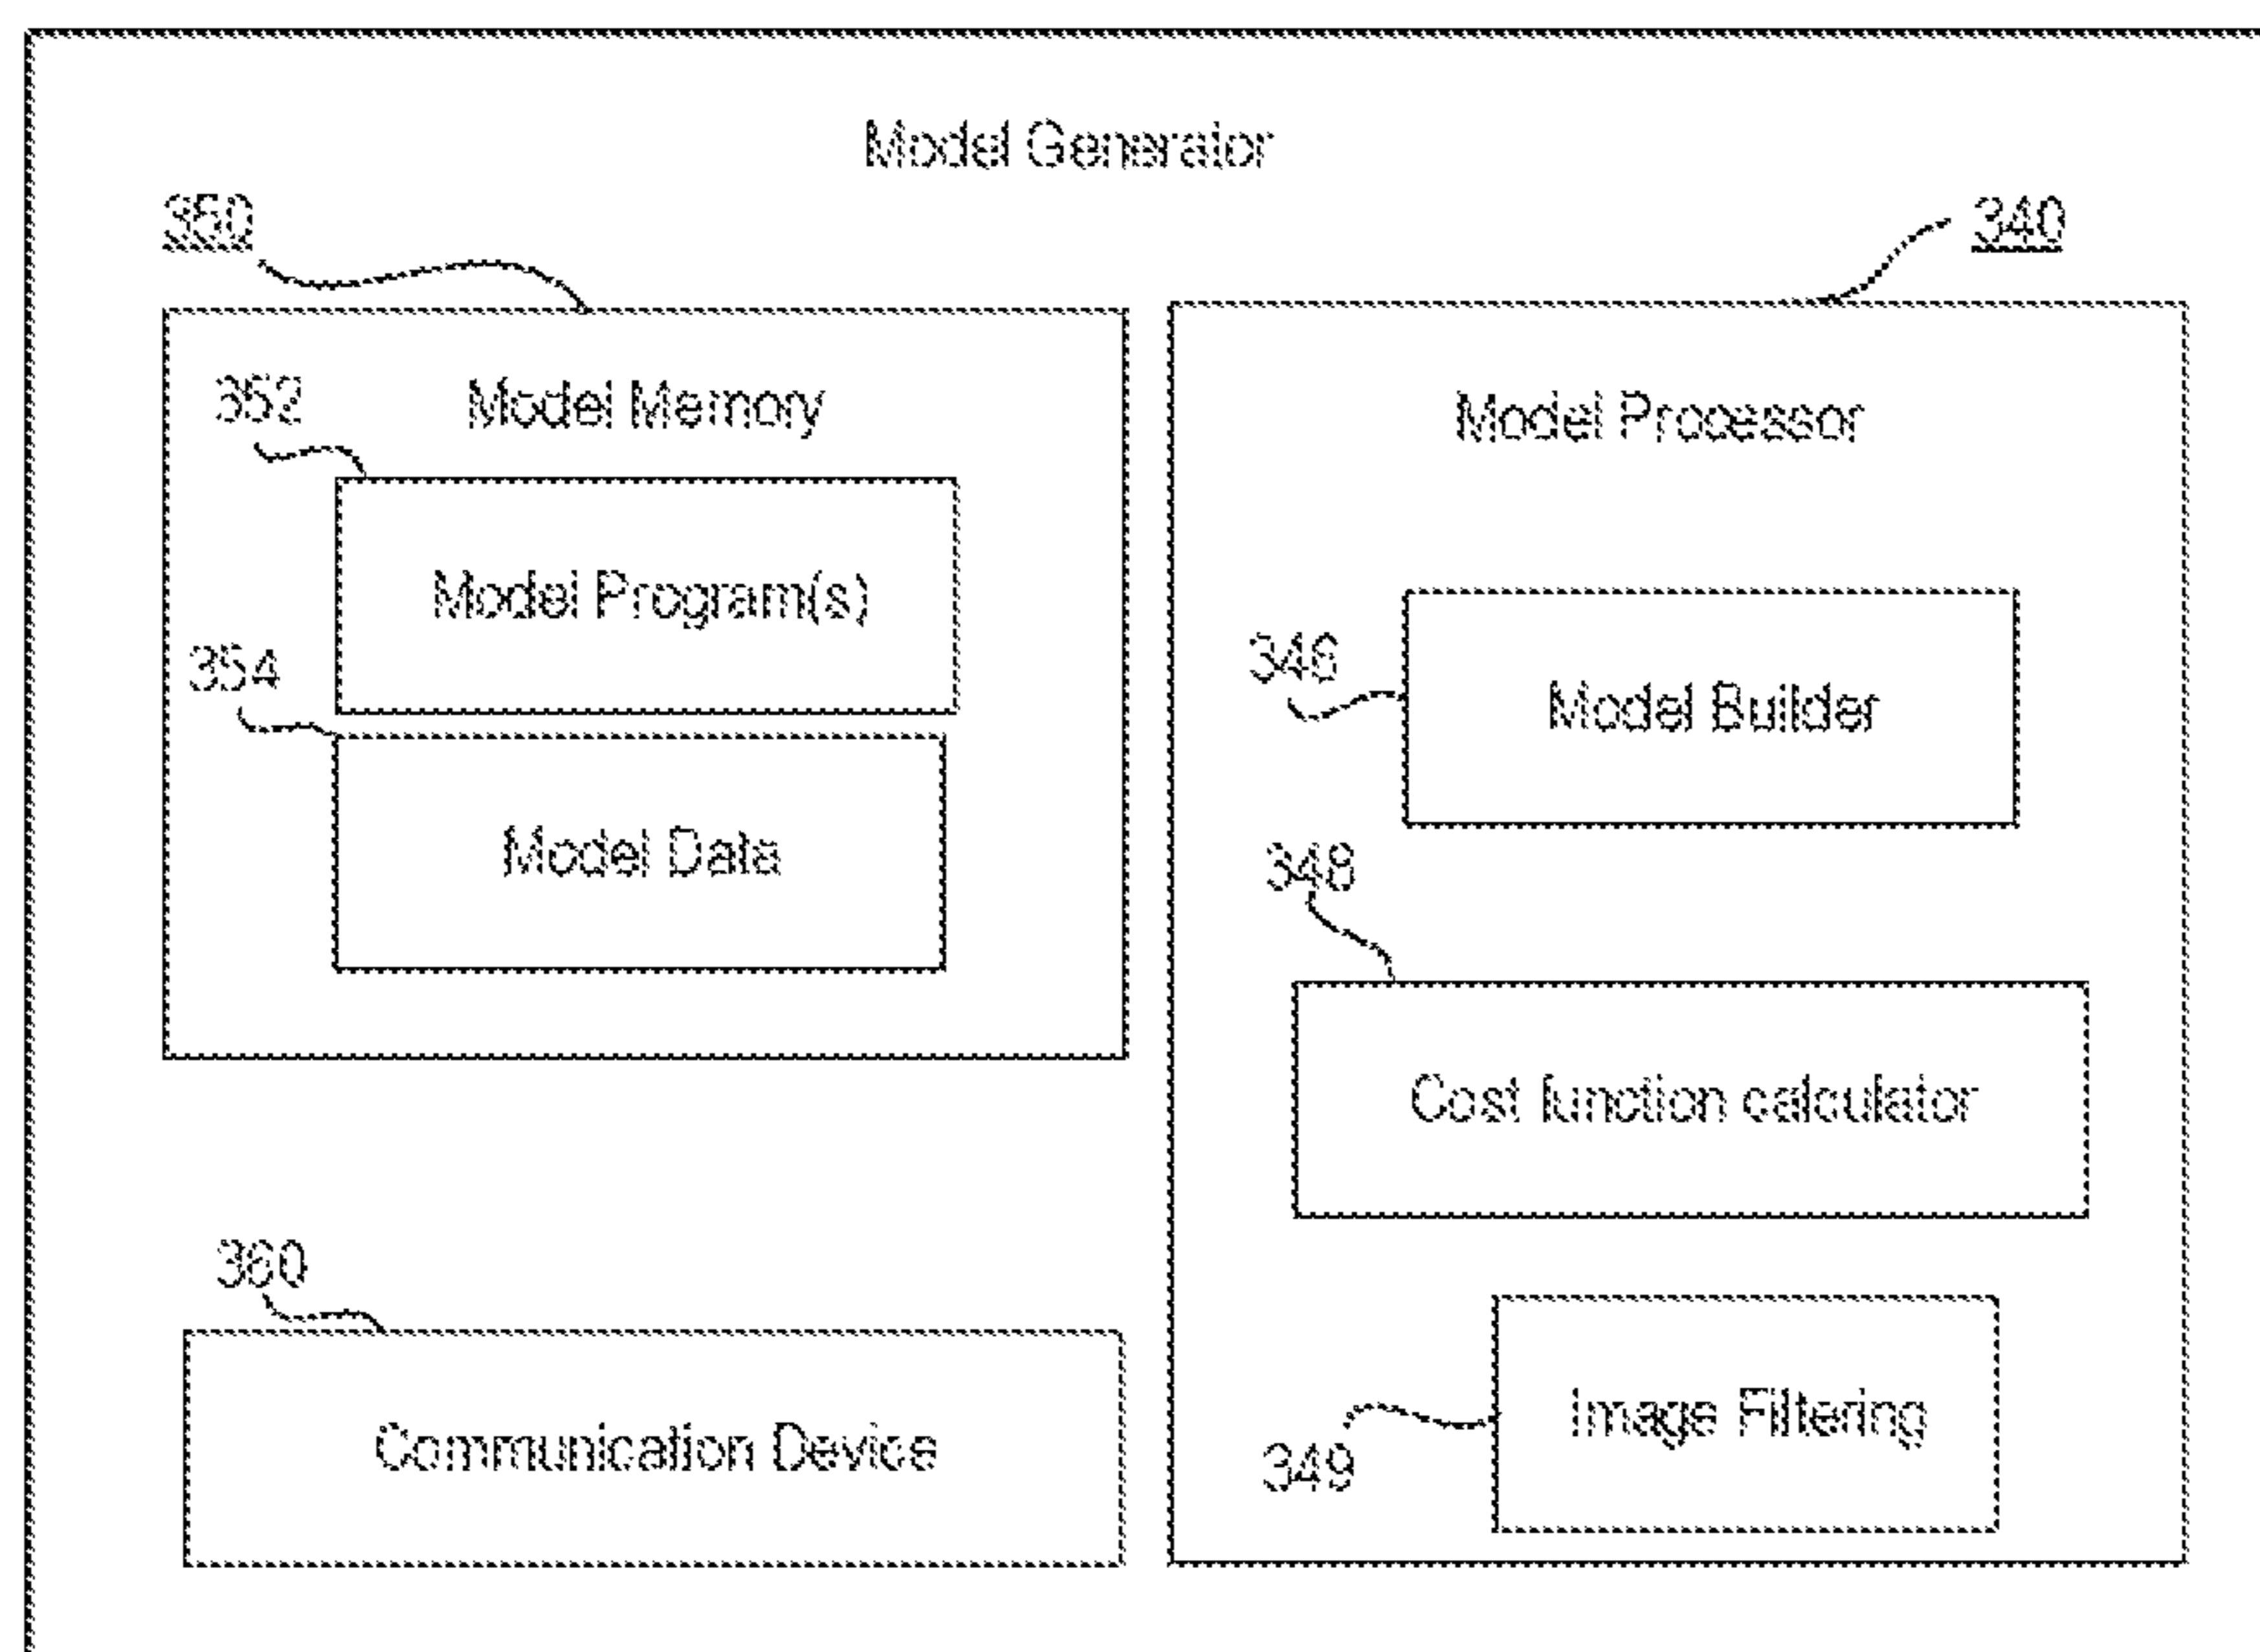 Model Generator
350
340
352
Model Memory
Model Program(s)
354
Model Data
Model Processor
346
Model Builder
348
Cost function calculator
360
Communication Device
349
Image Filtering